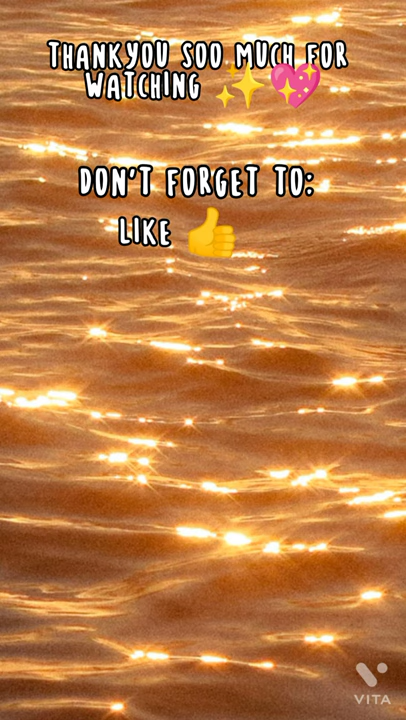 THANKYOU SOO MUCH FOR
WATCHING ✨💖
DON'T FORGET TO:
LIKE 👍
VITA